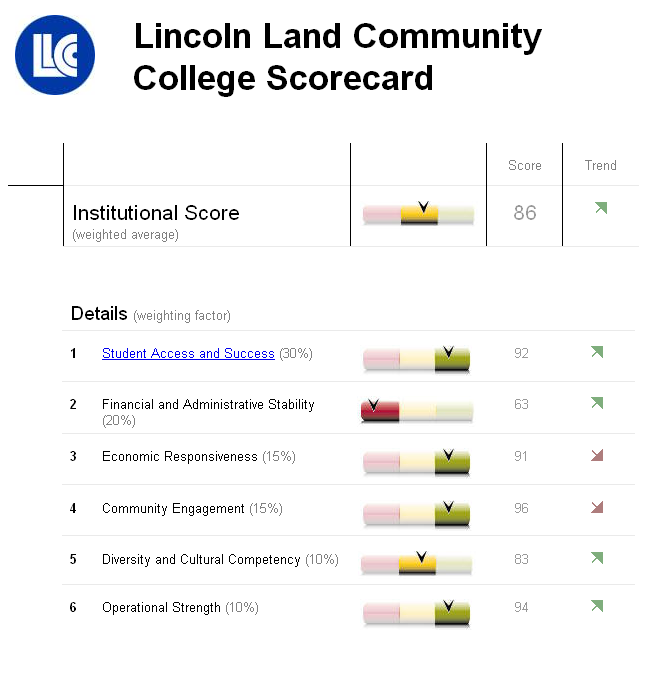 LLCC
Lincoln Land Community
College Scorecard
Score Trend
Institutional Score 86
(weighted average)
Details (weighting factor)
1 Student Access and Success (30%) 92
2 Financial and Administrative Stability 63
(20%)
3 Economic Responsiveness (15%) 91
4 Community Engagement (15%) 96
5 Diversity and Cultural Competency (10%) 83
6 Operational Strength (10%) 94